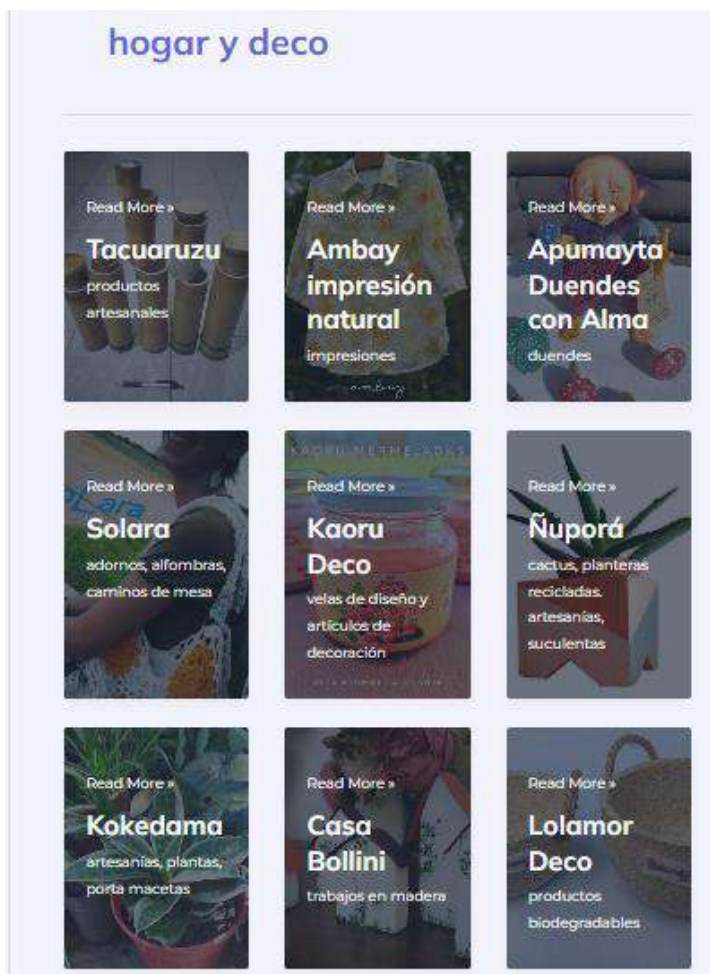 hogar y deco
Read More »
Tacuaruzu
productos
artesanales
Read More »
Ambay
impresión
natural
impresiones
Read More »
Apumayta
Duendes
con Alma
duendes
Read More »
Solara
adornos, alfombras,
caminos de mesa
KAORU MERMELADAS
Read More »
Kaoru
Deco
velas de diseño y
artículos de
decoración
Read More »
Ñuporá
cactus, planteras
recicladas.
artesanías,
suculentas
Read More »
Kokedama
artesanías, plantas,
porta macetas
Read More »
Casa
Bollini
trabajos en madera
Read More »
Lolamor
Deco
productos
biodegradables